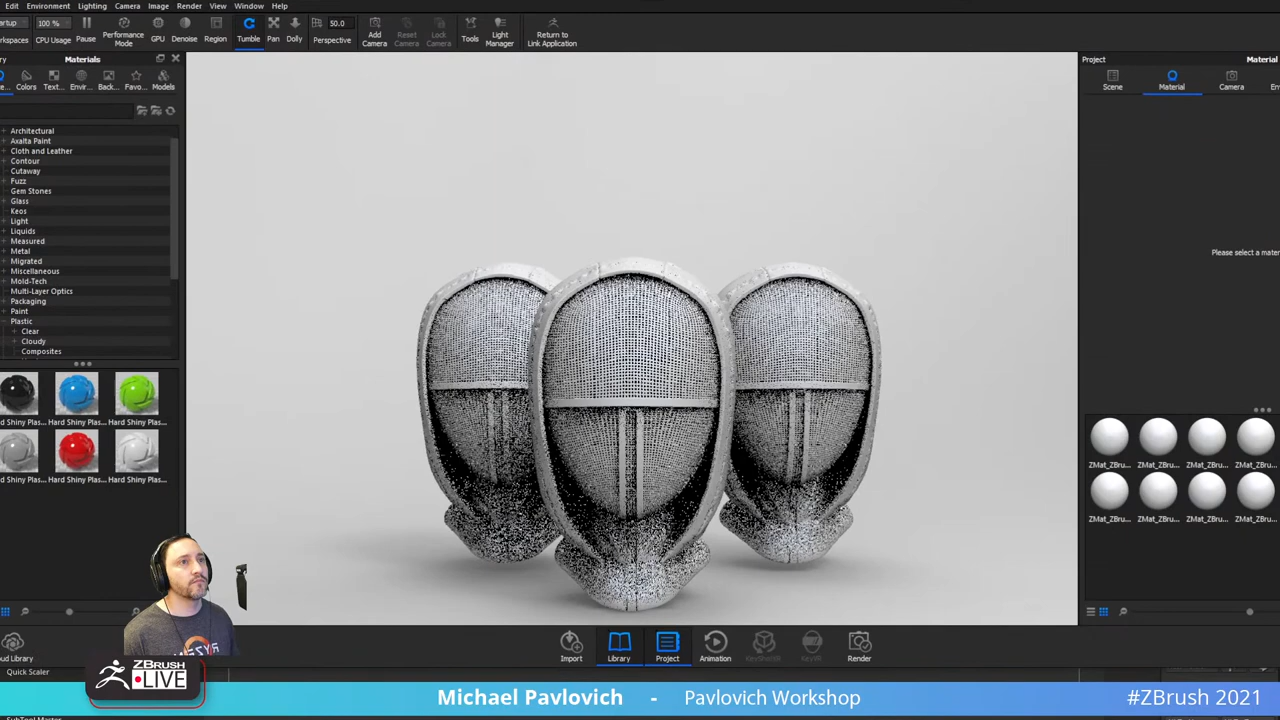 Edit Environment Lighting Camera Image Render View Window Help
100 % 50.0
CPU Usage Pause Performance Mode GPU Denoise Region Tumble Pan Dolly Perspective Add Camera Reset Camera Lock Camera Tools Light Manager Return to Link Application
Materials
Project Material
Colors Text... Envir... Back... Favo... Models
Scene Material Camera
Architectural
Axalta Paint
Cloth and Leather
Contour
Cutaway
Fuzz
Gem Stones
Glass
Keos
Light
Liquids
Measured
Metal
Migrated
Miscellaneous
Mold-Tech
Multi-Layer Optics
Packaging
Paint
Plastic
Clear
Cloudy
Composites
Please select a mater
Hard Shiny Plas... Hard Shiny Plas...
Hard Shiny Plas... Hard Shiny Plas...
ZMat_ZBru... ZMat_ZBru... ZMat_ZBru... ZMat_ZBru...
ZMat_ZBru... ZMat_ZBru... ZMat_ZBru... ZMat_ZBru...
Import Library Project Animation KeyShotXR KeyVR Render
Library
Quick Scaler
ZBRUSH
LIVE
Michael Pavlovich - Pavlovich Workshop #ZBrush 2021